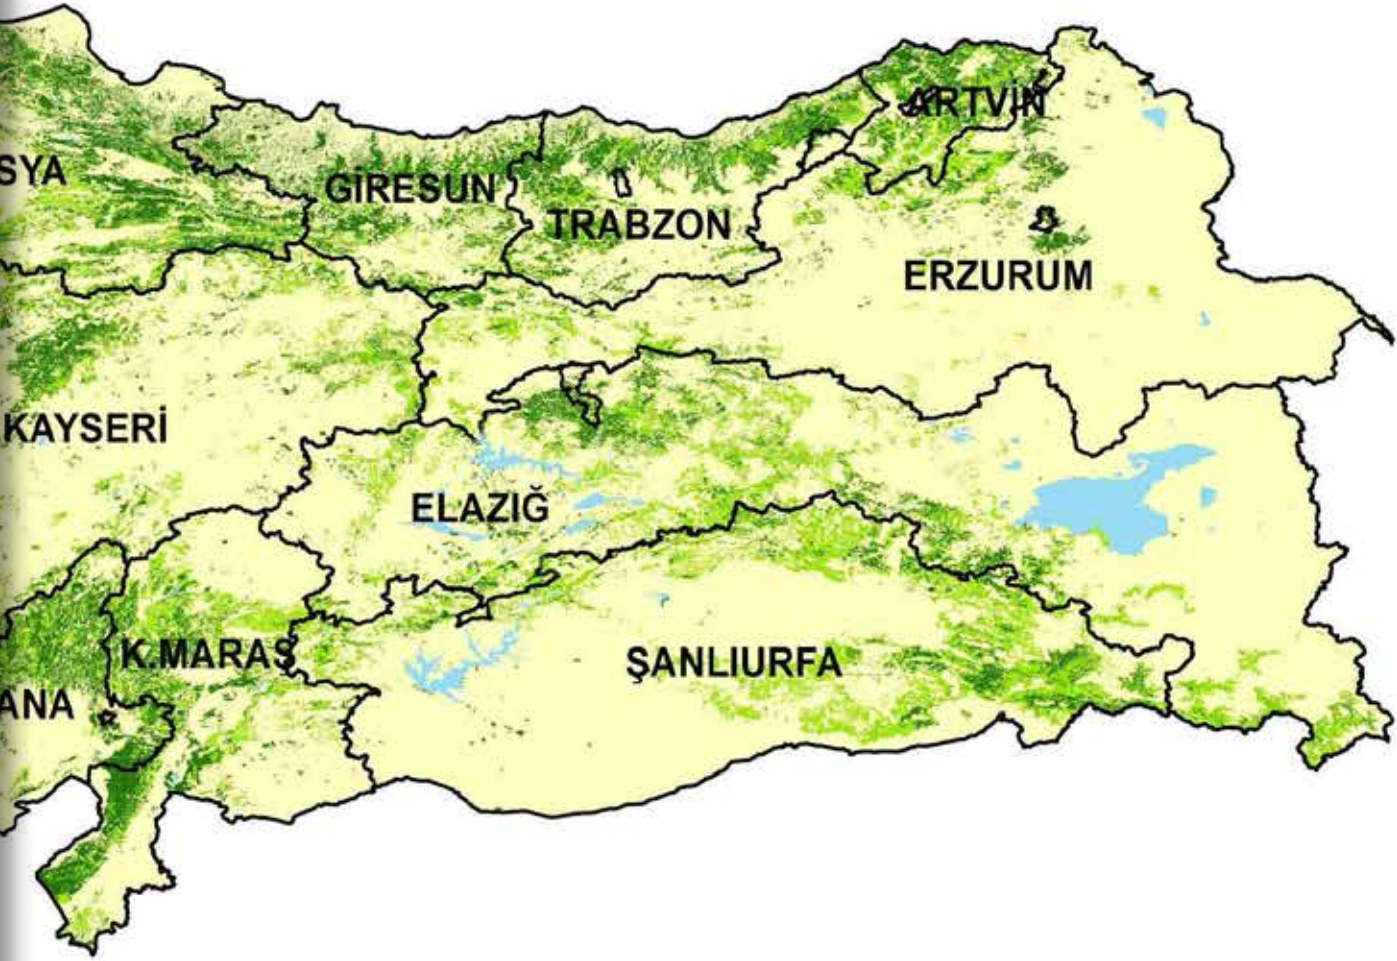 ARTVİN
SYA
GİRESUN
TRABZON
ERZURUM
KAYSERİ
ELAZIĞ
K.MARAŞ
ŞANLIURFA
ANA